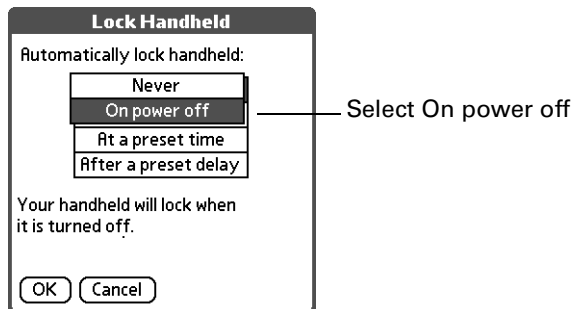 Lock Handheld
Automatically lock handheld:
Never
On power off
Select On power off
At a preset time
After a preset delay
Your handheld will lock when
it is turned off.
OK Cancel